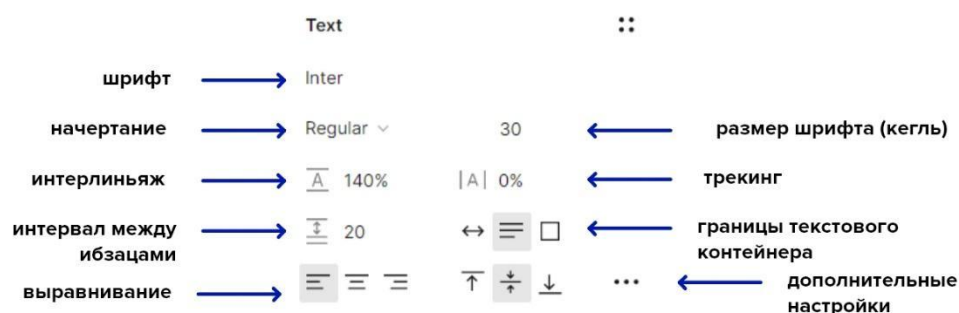 Text
шрифт Inter
начертание Regular 30 размер шрифта (кегль)
интерлиньяж A 140% |A| 0% трекинг
интервал между
ибзацами 20 границы текстового
контейнера
выравнивание дополнительные
настройки